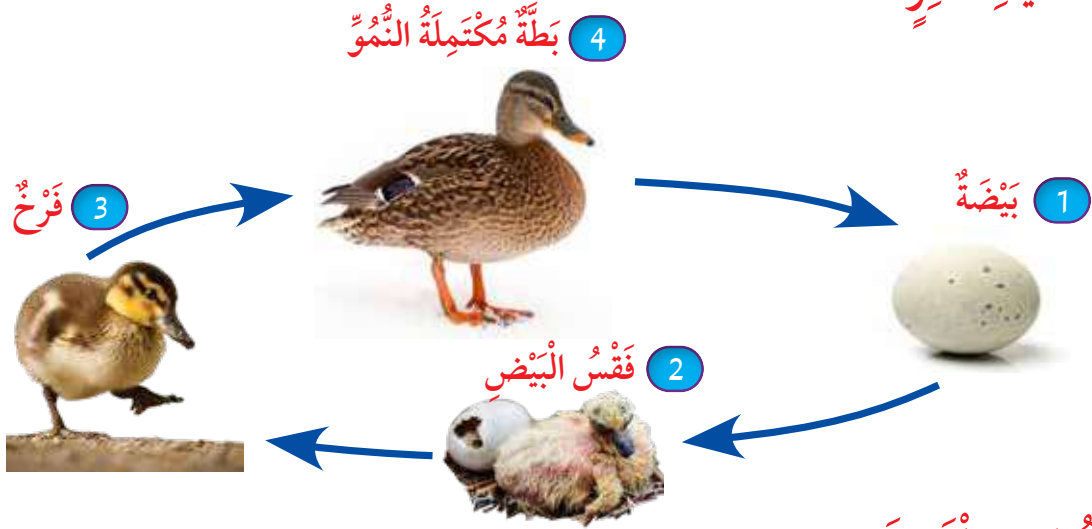 4 بَطَّةٌ مُكْتَمِلَةُ النُّمُوِّ
1 بَيْضَةٌ
3 فَرْخٌ
2 فَقْسُ الْبَيْضِ